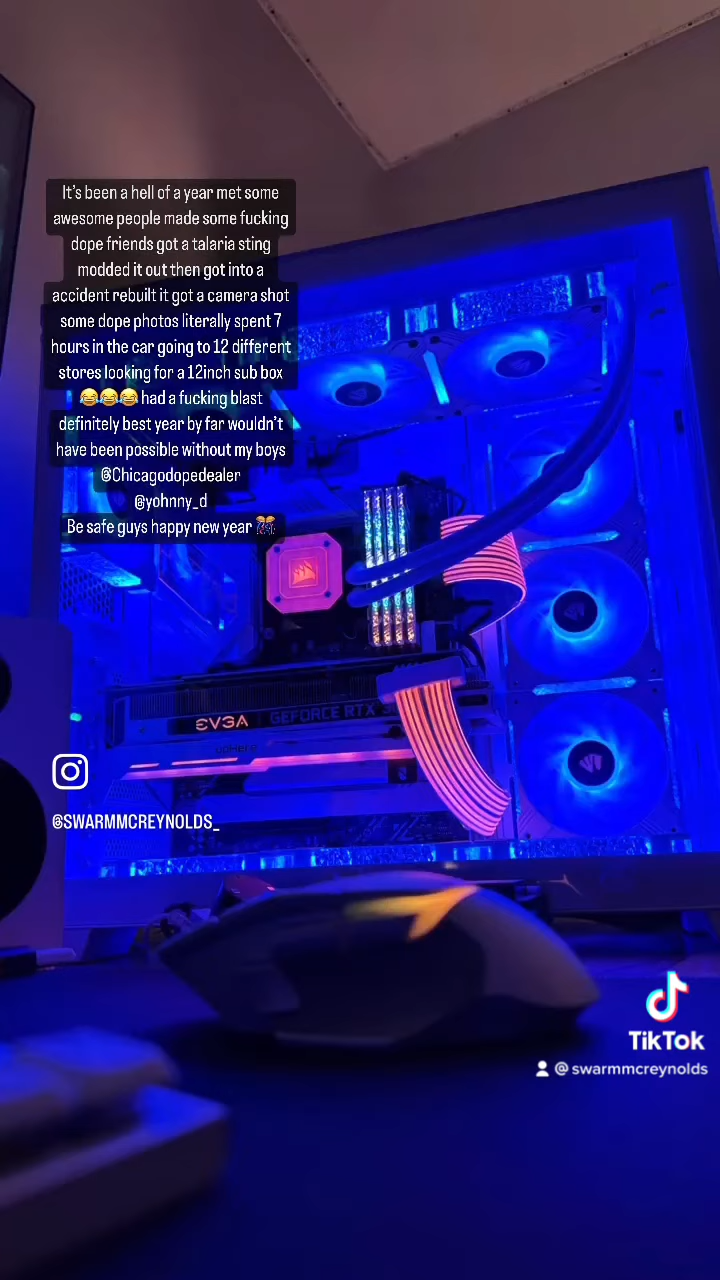 It's been a hell of a year met some
awesome people made some fucking
dope friends got a talaria sting
modded it out then got into a
accident rebuilt it got a camera shot
some dope photos literally spent 7
hours in the car going to 12 different
stores looking for a 12inch sub box
😂😂😂 had a fucking blast
definitely best year by far wouldn't
have been possible without my boys
@Chicagodopedealer
@yohnny_d
Be safe guys happy new year 🎊
EVGA GEFORCE RTX
@SWARMMCREYNOLDS_
TikTok
@swarmmcreynolds